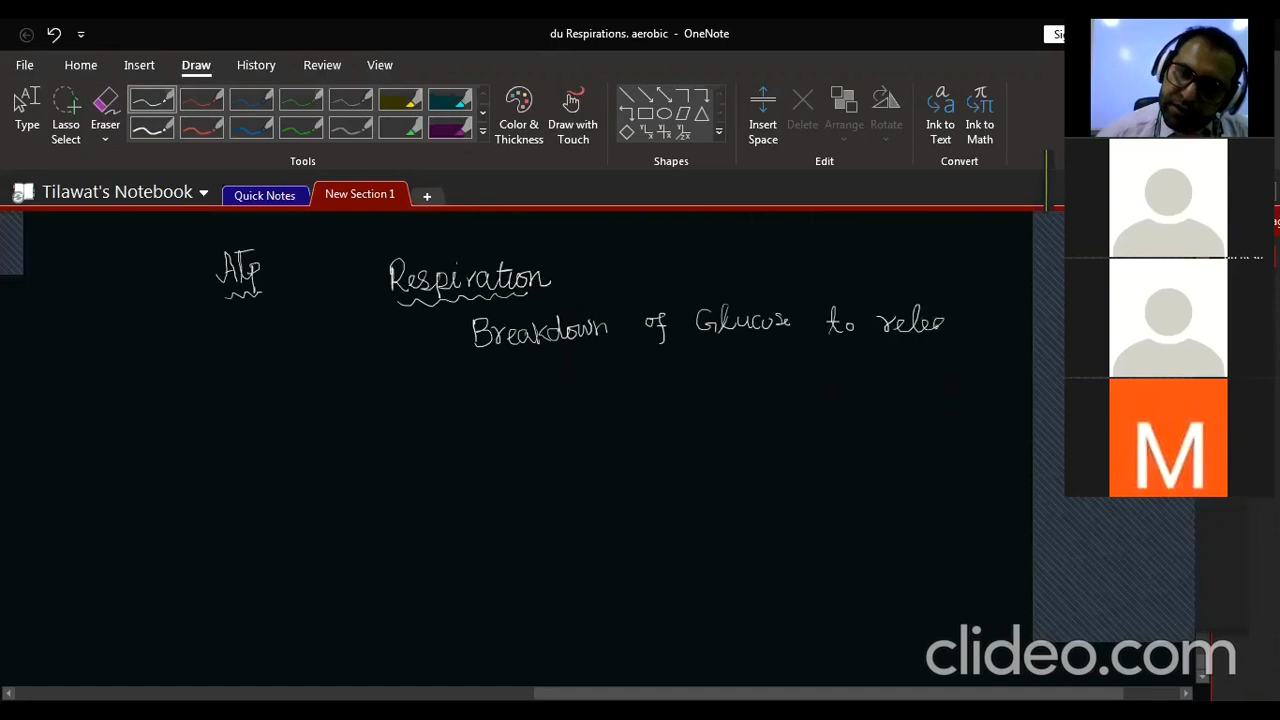 du Respirations. aerobic - OneNote
File Home Insert Draw History Review View
Type
Lasso Select
Eraser
Color & Thickness
Draw with Touch
Insert Space
Delete
Arrange
Rotate
Ink to Text
Ink to Math
Tools
Shapes
Edit
Convert
Tilawat's Notebook
Quick Notes
New Section 1
ATP
Respiration
Breakdown of Glucose to relea
M
clideo.com